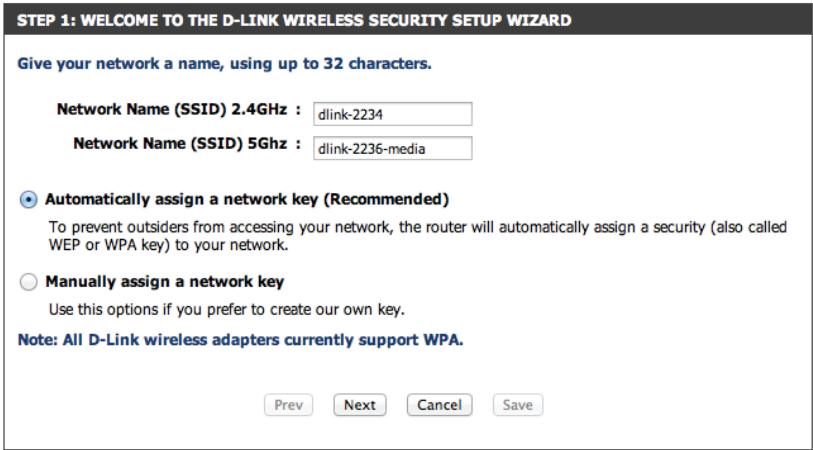 STEP 1: WELCOME TO THE D-LINK WIRELESS SECURITY SETUP WIZARD
Give your network a name, using up to 32 characters.
Network Name (SSID) 2.4GHz : dlink-2234
Network Name (SSID) 5Ghz : dlink-2236-media
Automatically assign a network key (Recommended)
To prevent outsiders from accessing your network, the router will automatically assign a security (also called
WEP or WPA key) to your network.
Manually assign a network key
Use this options if you prefer to create our own key.
Note: All D-Link wireless adapters currently support WPA.
Prev Next Cancel Save